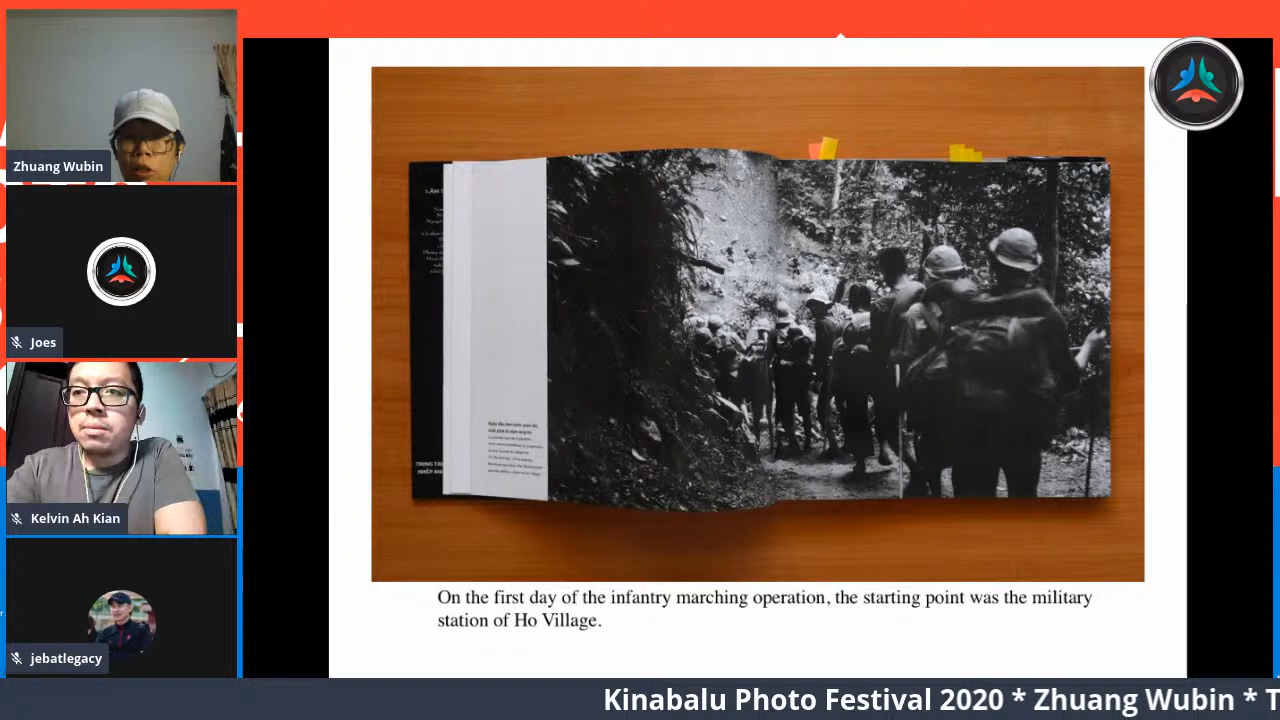 Zhuang Wubin
Joes
Kelvin Ah Kian
jebatlegacy
On the first day of the infantry marching operation, the starting point was the military
station of Ho Village.
Kinabalu Photo Festival 2020 * Zhuang Wubin * T